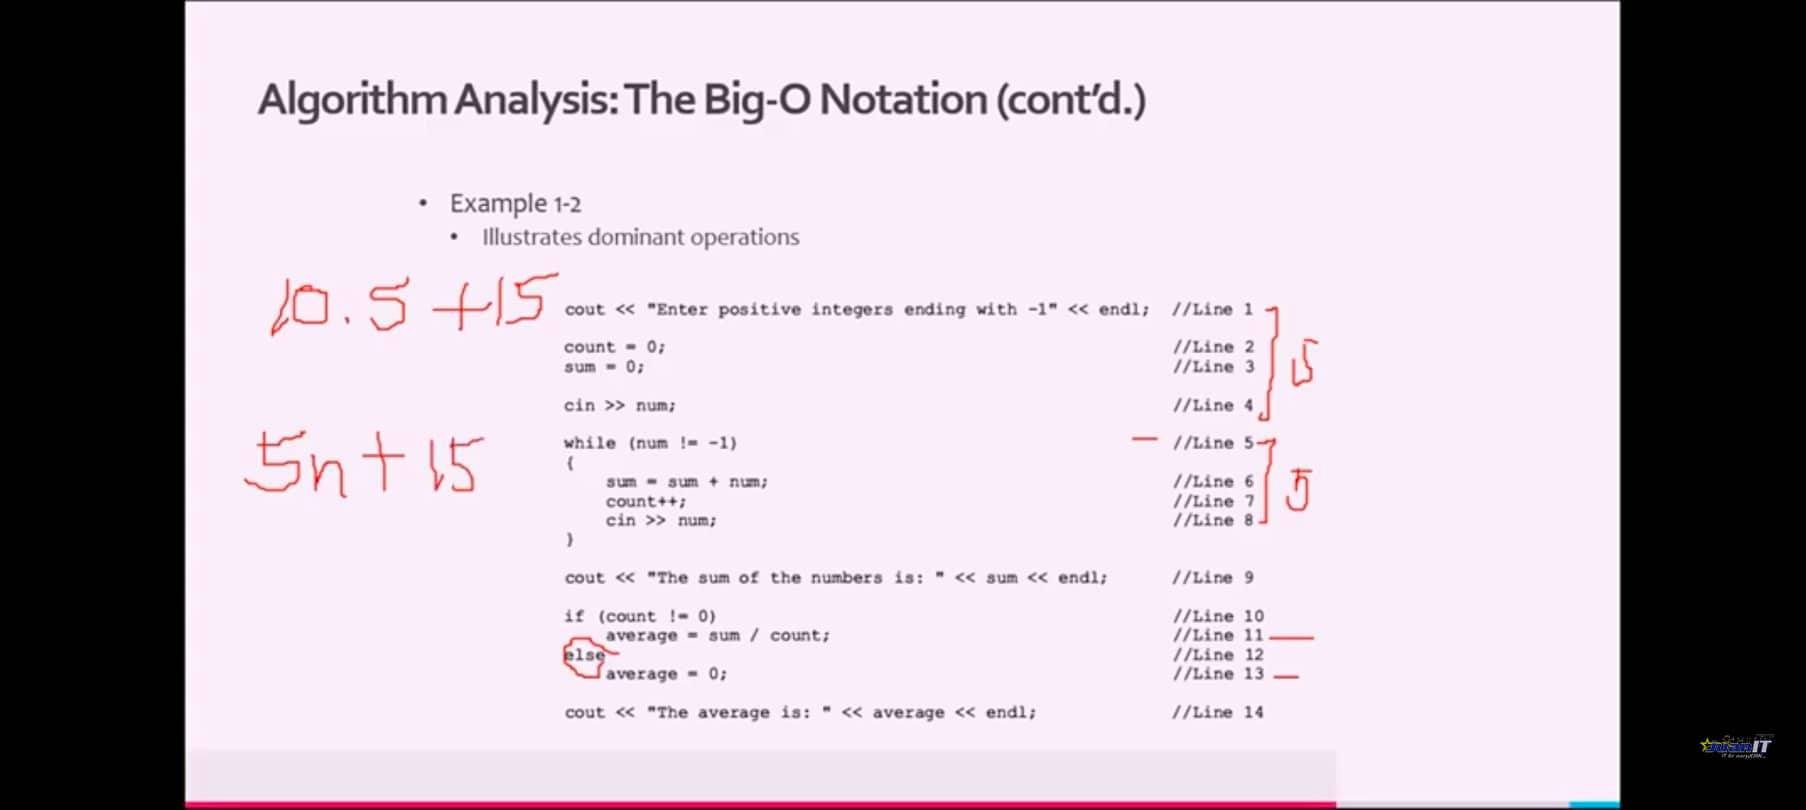 Algorithm Analysis: The Big-O Notation (cont'd.)
• Example 1-2
• Illustrates dominant operations
10.5+15
5n+15
cout << "Enter positive integers ending with -1" << endl; //Line 1
count = 0; //Line 2
sum = 0; //Line 3
5
cin >> num; //Line 4
while (num != -1) //Line 5
{
sum = sum + num; //Line 6
count++; //Line 7
5
cin >> num; //Line 8
}
cout << "The sum of the numbers is: " << sum << endl; //Line 9
if (count != 0) //Line 10
average = sum / count; //Line 11
else //Line 12
average = 0; //Line 13
cout << "The average is: " << average << endl; //Line 14